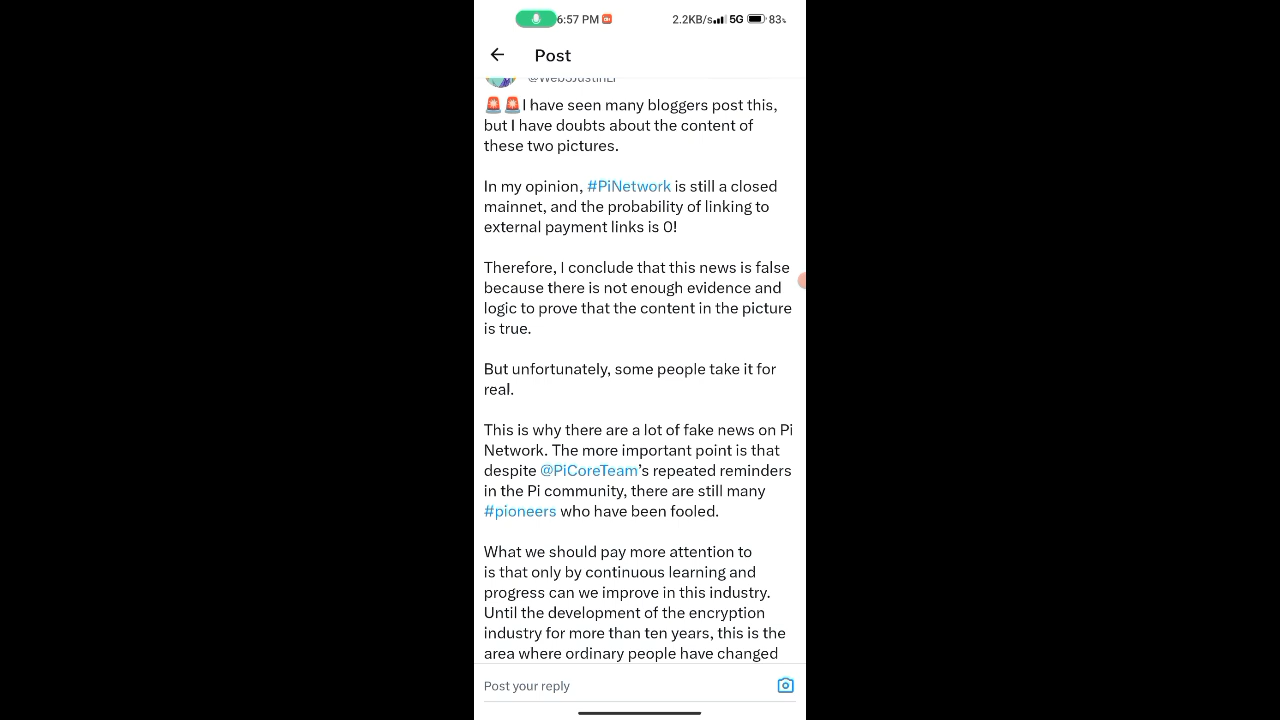 6:57 PM 2.2KB/s 5G 83%
Post
@Web3JustinLi
🚨🚨I have seen many bloggers post this,
but I have doubts about the content of
these two pictures.
In my opinion, #PiNetwork is still a closed
mainnet, and the probability of linking to
external payment links is 0!
Therefore, I conclude that this news is false
because there is not enough evidence and
logic to prove that the content in the picture
is true.
But unfortunately, some people take it for
real.
This is why there are a lot of fake news on Pi
Network. The more important point is that
despite @PiCoreTeam’s repeated reminders
in the Pi community, there are still many
#pioneers who have been fooled.
What we should pay more attention to
is that only by continuous learning and
progress can we improve in this industry.
Until the development of the encryption
industry for more than ten years, this is the
area where ordinary people have changed
Post your reply